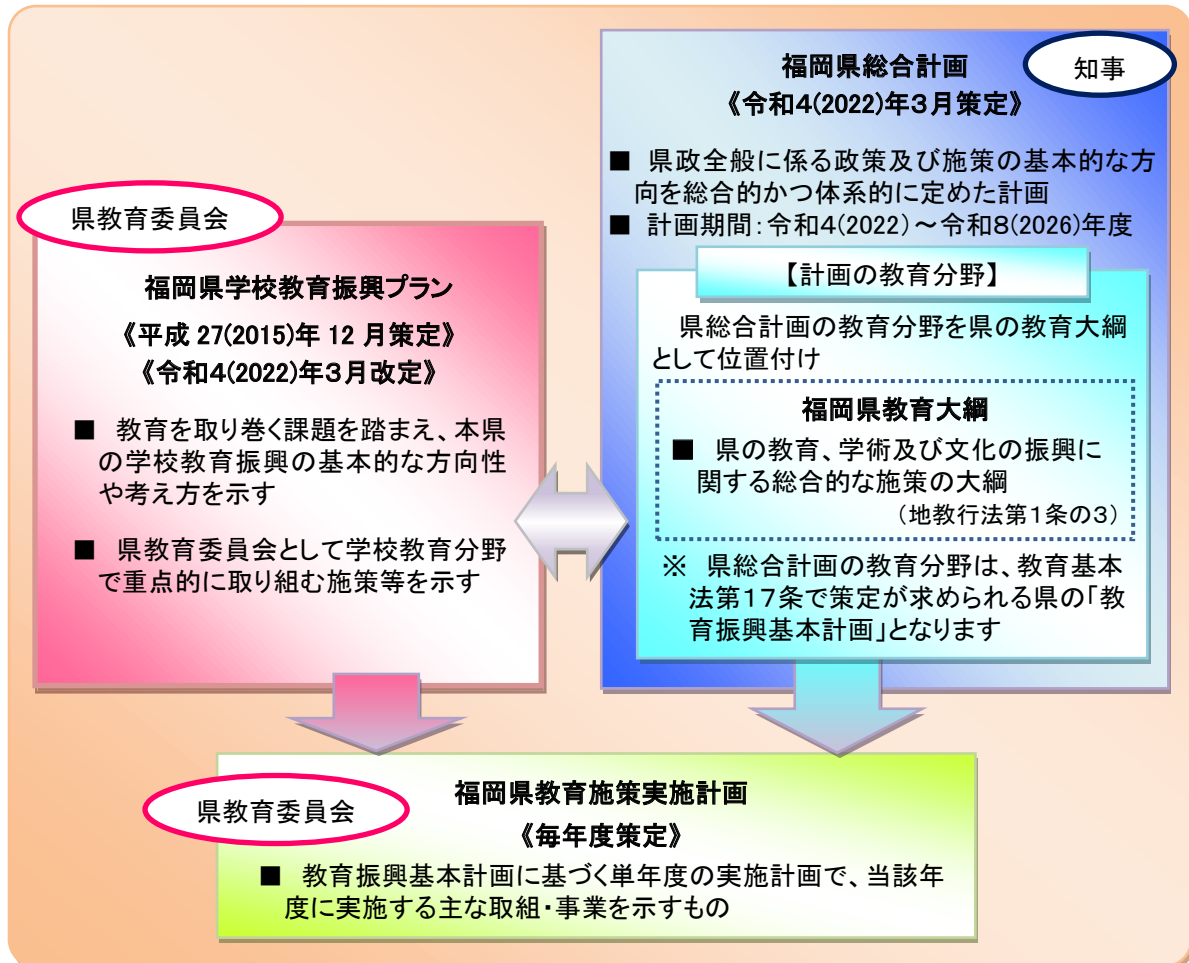 県教育委員会
福岡県学校教育振興プラン
《平成 27(2015)年 12 月策定》
《令和4(2022)年3月改定》
■ 教育を取り巻く課題を踏まえ、本県
の学校教育振興の基本的な方向性
や考え方を示す
■ 県教育委員会として学校教育分野
で重点的に取り組む施策等を示す
知事
福岡県総合計画
《令和4(2022)年3月策定》
■ 県政全般に係る政策及び施策の基本的な方
向を総合的かつ体系的に定めた計画
■ 計画期間:令和4(2022)~令和8(2026)年度
【計画の教育分野】
県総合計画の教育分野を県の教育大綱
として位置付け
福岡県教育大綱
■ 県の教育、学術及び文化の振興に
関する総合的な施策の大綱
(地教行法第1条の3)
※ 県総合計画の教育分野は、教育基本
法第17条で策定が求められる県の「教
育振興基本計画」となります
県教育委員会
福岡県教育施策実施計画
《毎年度策定》
■ 教育振興基本計画に基づく単年度の実施計画で、当該年
度に実施する主な取組・事業を示すもの